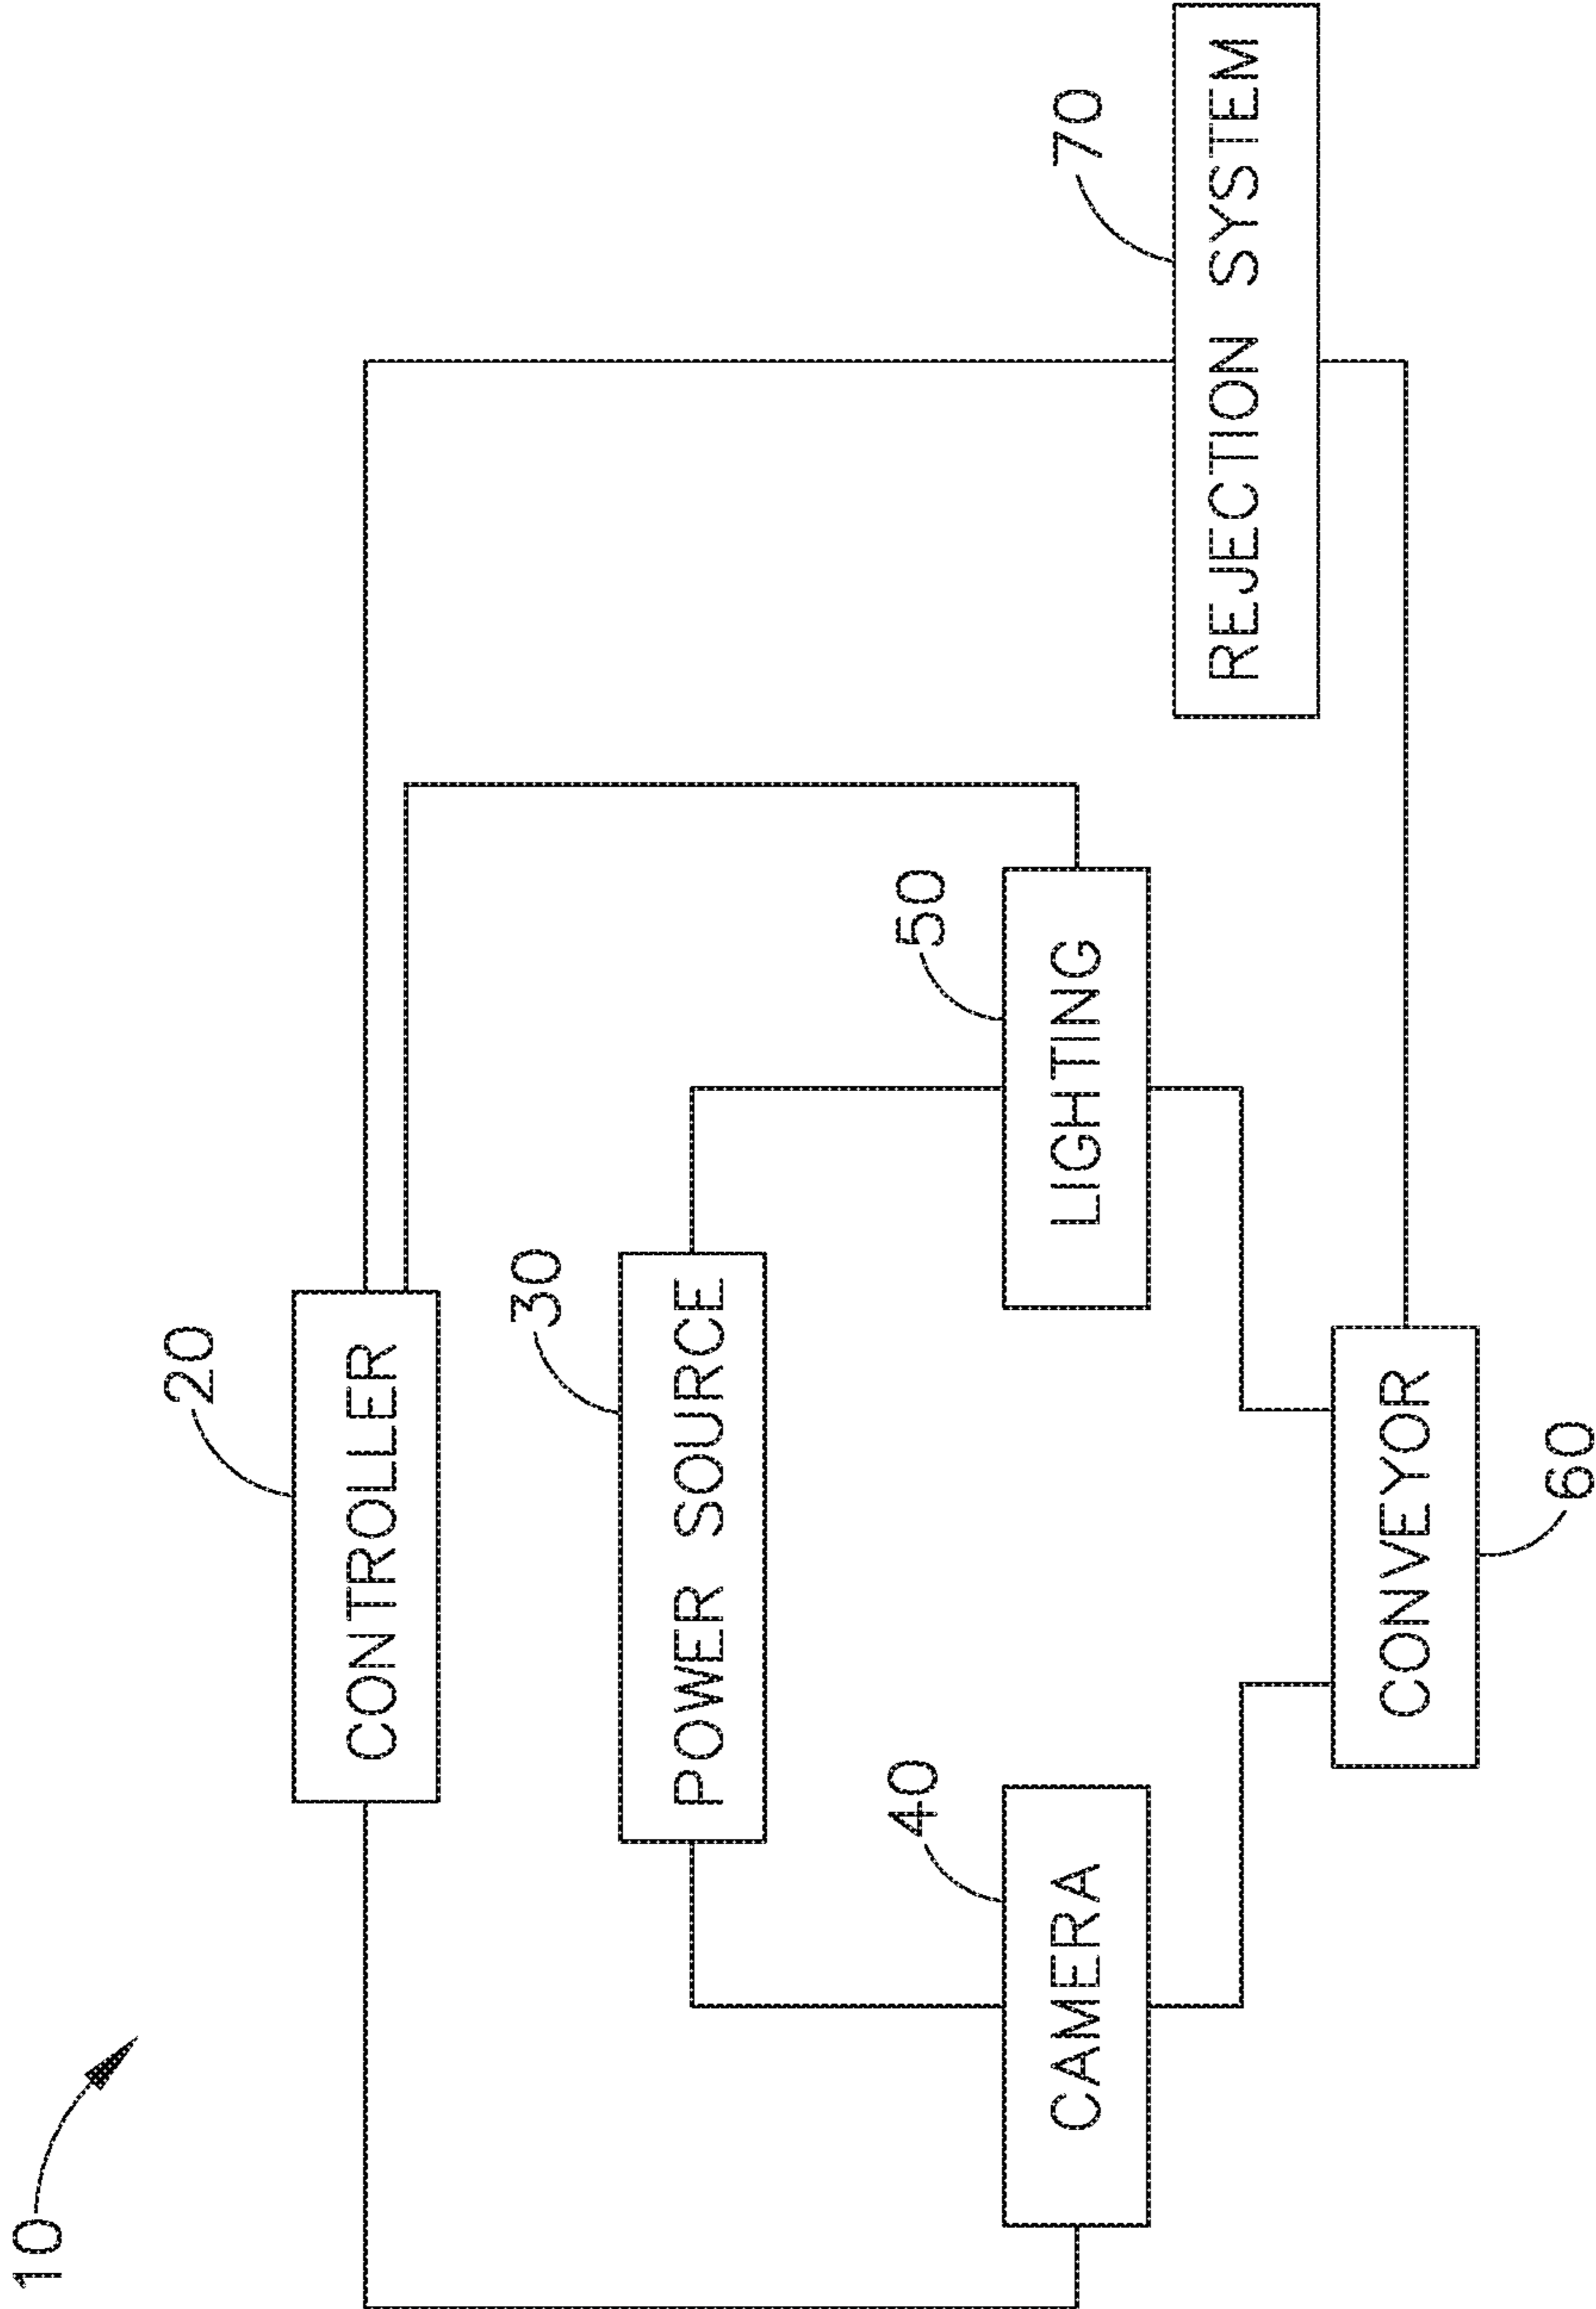 10
20
CONTROLLER
30
POWER SOURCE
40
CAMERA
50
LIGHTING
70
REJECTION SYSTEM
CONVEYOR
60